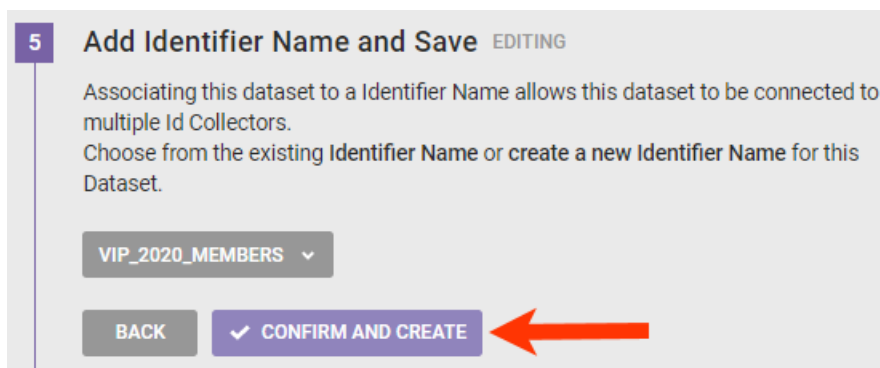 5
Add Identifier Name and Save EDITING
Associating this dataset to a Identifier Name allows this dataset to be connected to
multiple Id Collectors.
Choose from the existing Identifier Name or create a new Identifier Name for this
Dataset.
VIP_2020_MEMBERS
BACK CONFIRM AND CREATE